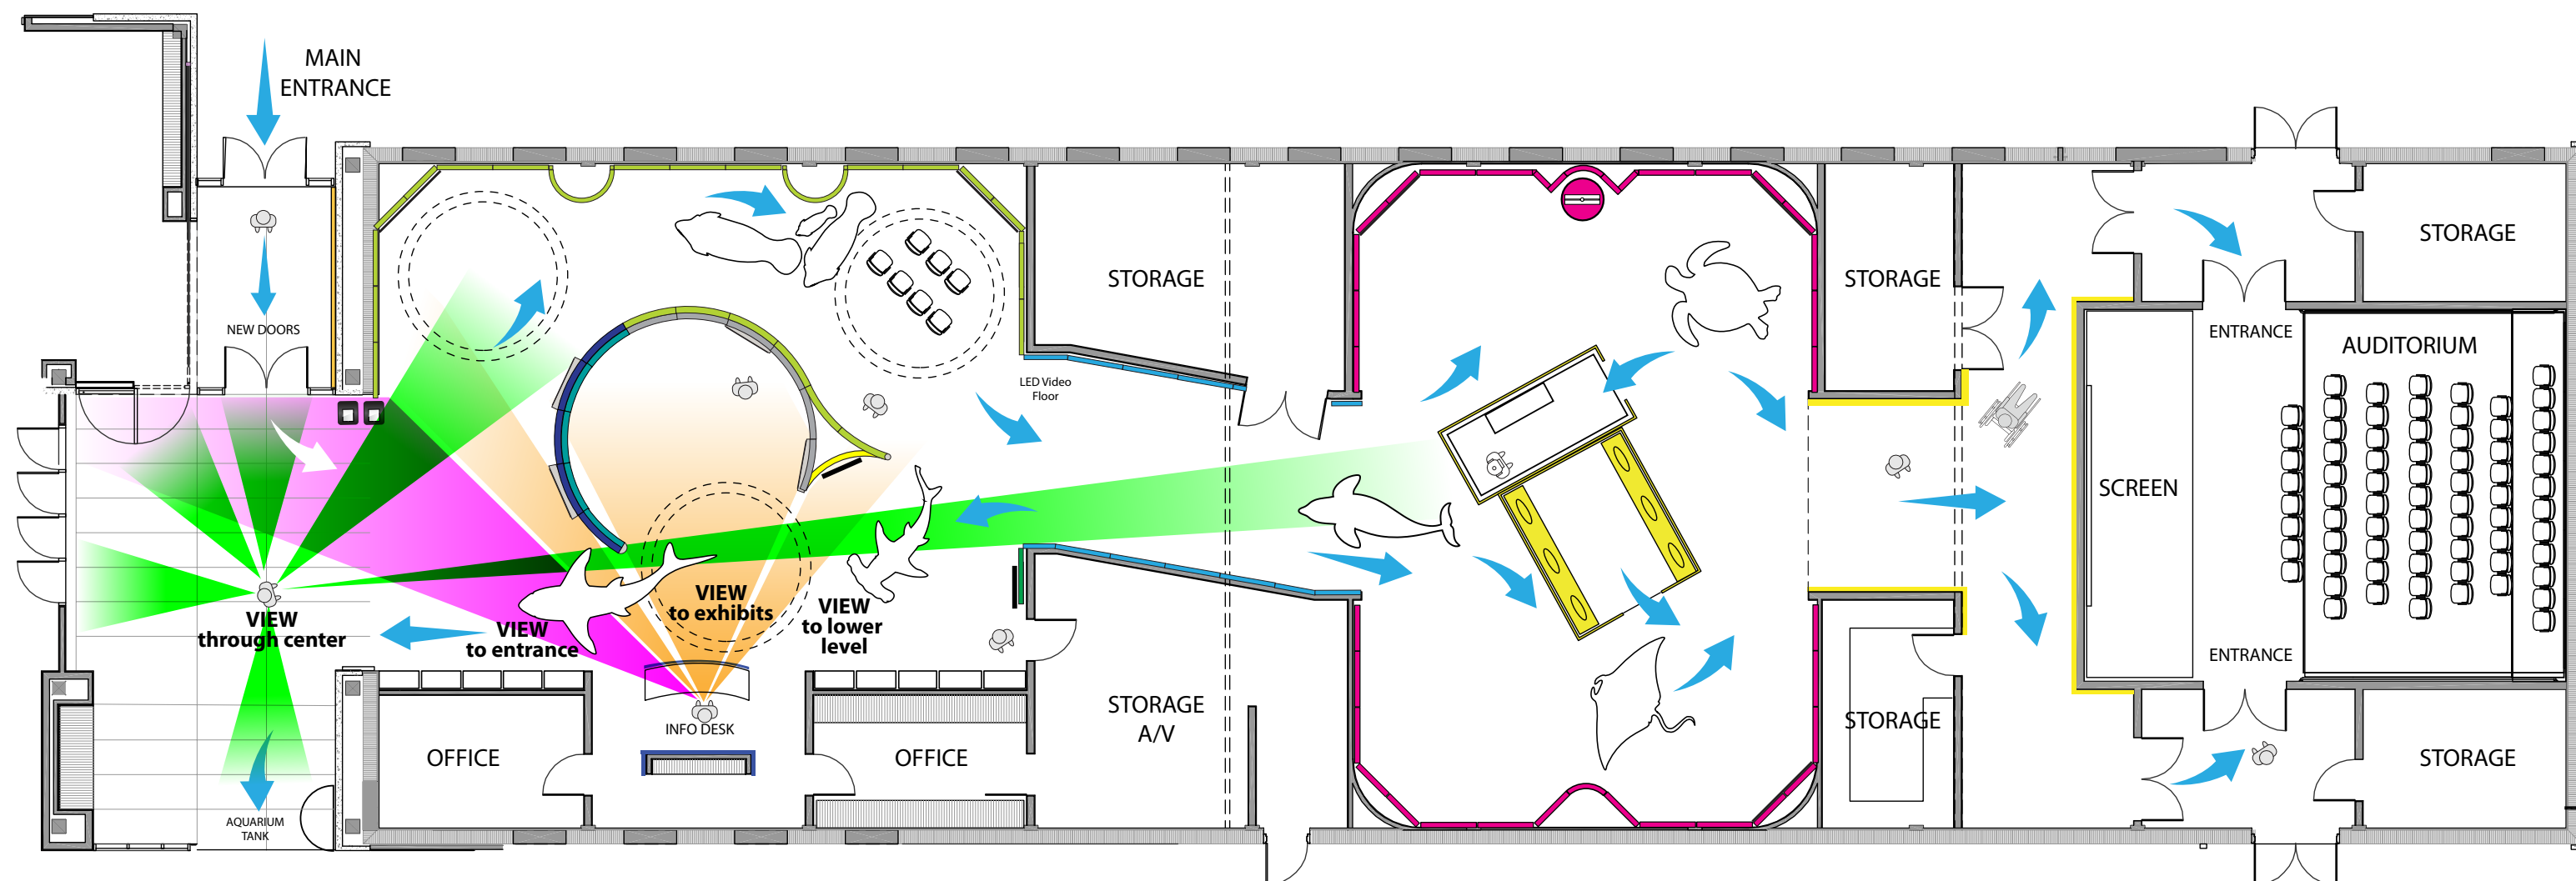 MAIN
ENTRANCE
NEW DOORS
VIEW
through center
AQUARIUM
TANK
VIEW
to entrance
VIEW
to exhibits
VIEW
to lower
level
INFO DESK
OFFICE
OFFICE
STORAGE
LED Video
Floor
STORAGE
A/V
STORAGE
STORAGE
SCREEN
ENTRANCE
AUDITORIUM
ENTRANCE
STORAGE
STORAGE